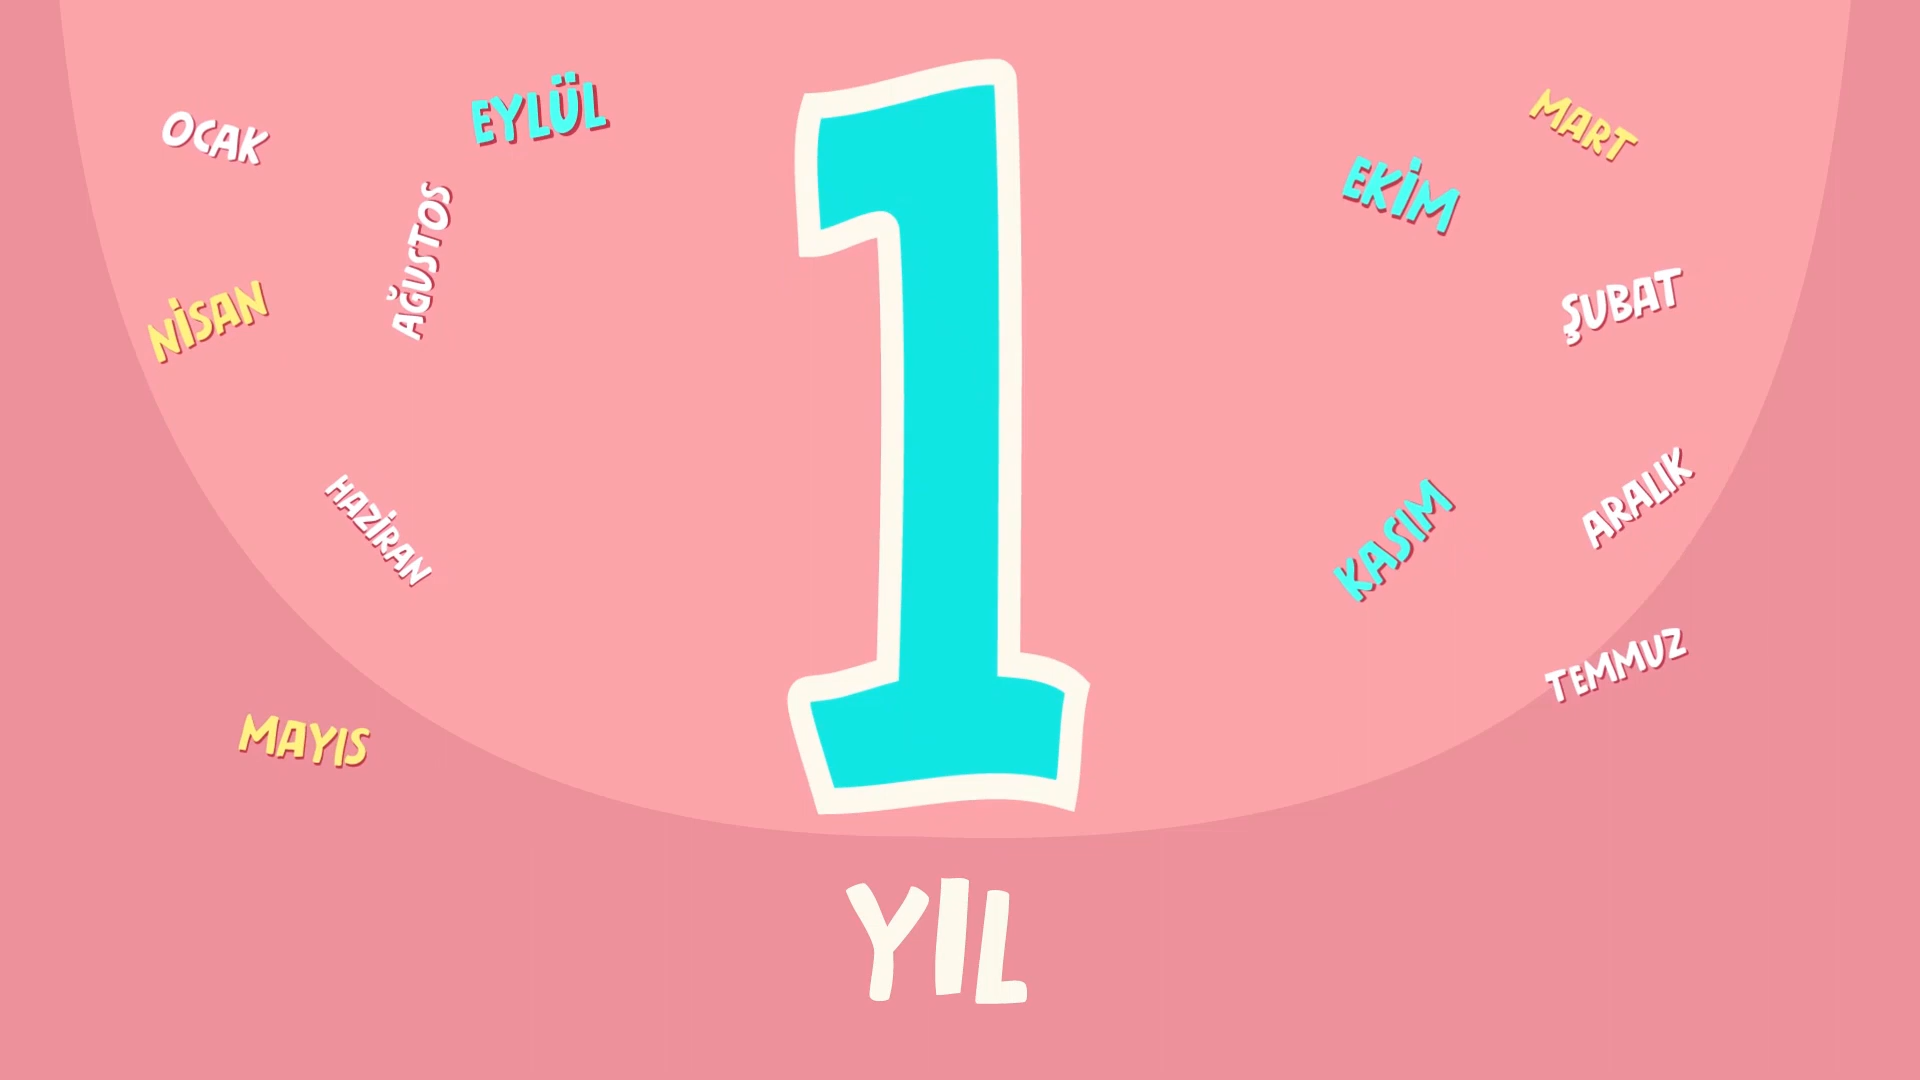 OCAK
EYLÜL
AĞUSTOS
NİSAN
HAZİRAN
MAYIS
1
YIL
MART
EKİM
ŞUBAT
ARALIK
KASIM
TEMMUZ